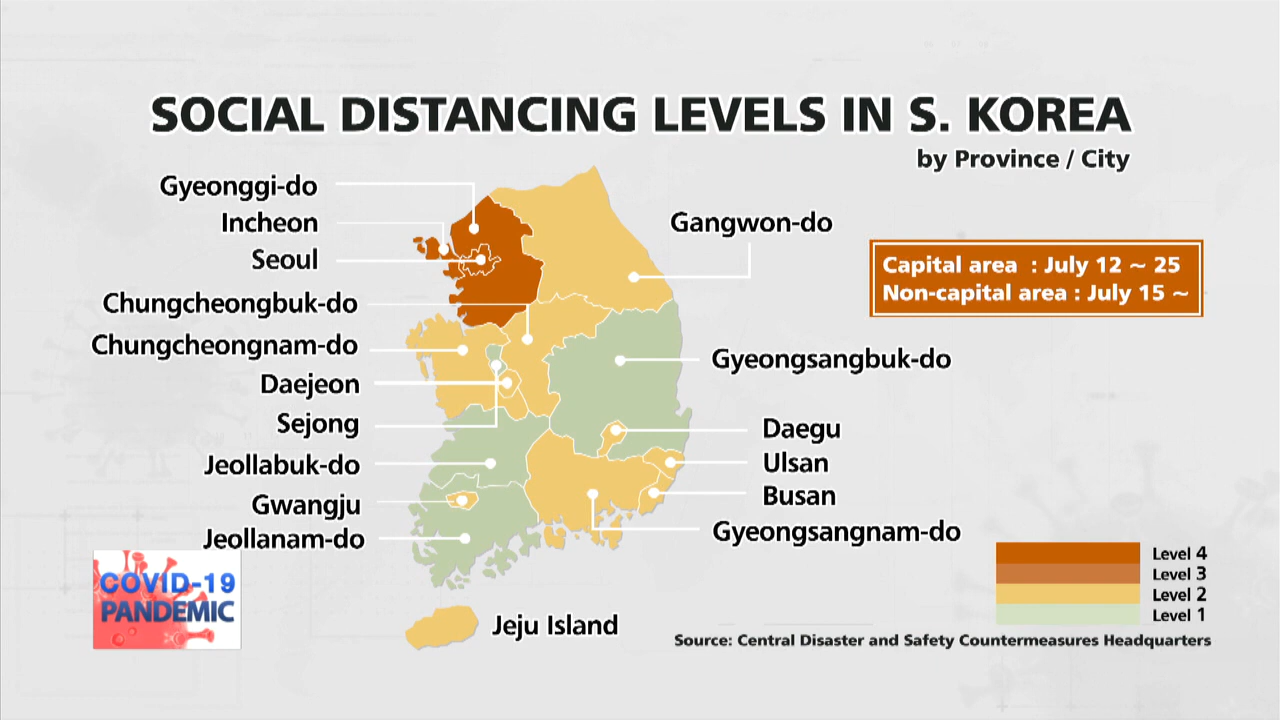 SOCIAL DISTANCING LEVELS IN S. KOREA
by Province / City
Gyeonggi-do
Incheon
Seoul
Chungcheongbuk-do
Chungcheongnam-do
Daejeon
Sejong
Jeollabuk-do
Gwangju
Jeollanam-do
Gangwon-do
Capital area : July 12 ~ 25
Non-capital area : July 15 ~
Gyeongsangbuk-do
Daegu
Ulsan
Busan
Gyeongsangnam-do
Jeju Island
Level 4
Level 3
Level 2
Level 1
COVID-19
PANDEMIC
Source: Central Disaster and Safety Countermeasures Headquarters